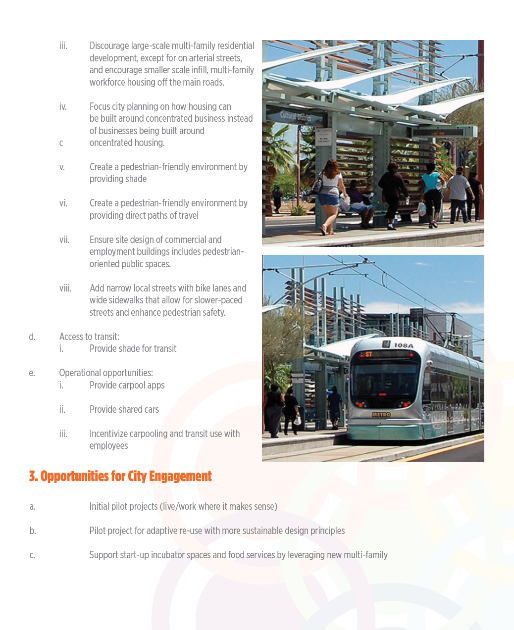 iii. Discourage large-scale multi-family residential
development, except for on arterial streets,
and encourage smaller scale infill, multi-family
workforce housing off the main roads.
iv. Focus city planning on how housing can
be built around concentrated business instead
of businesses being built around
c oncentrated housing.
v. Create a pedestrian-friendly environment by
providing shade
vi. Create a pedestrian-friendly environment by
providing direct paths of travel
vii. Ensure site design of commercial and
employment buildings includes pedestrian-
oriented public spaces.
viii. Add narrow local streets with bike lanes and
wide sidewalks that allow for slower-paced
streets and enhance pedestrian safety.
d. Access to transit:
i. Provide shade for transit
e. Operational opportunities:
i. Provide carpool apps
ii. Provide shared cars
iii. Incentivize carpooling and transit use with
employees
108A
METRO
3. Opportunities for City Engagement
a. Initial pilot projects (live/work where it makes sense)
b. Pilot project for adaptive re-use with more sustainable design principles
c. Support start-up incubator spaces and food services by leveraging new multi-family